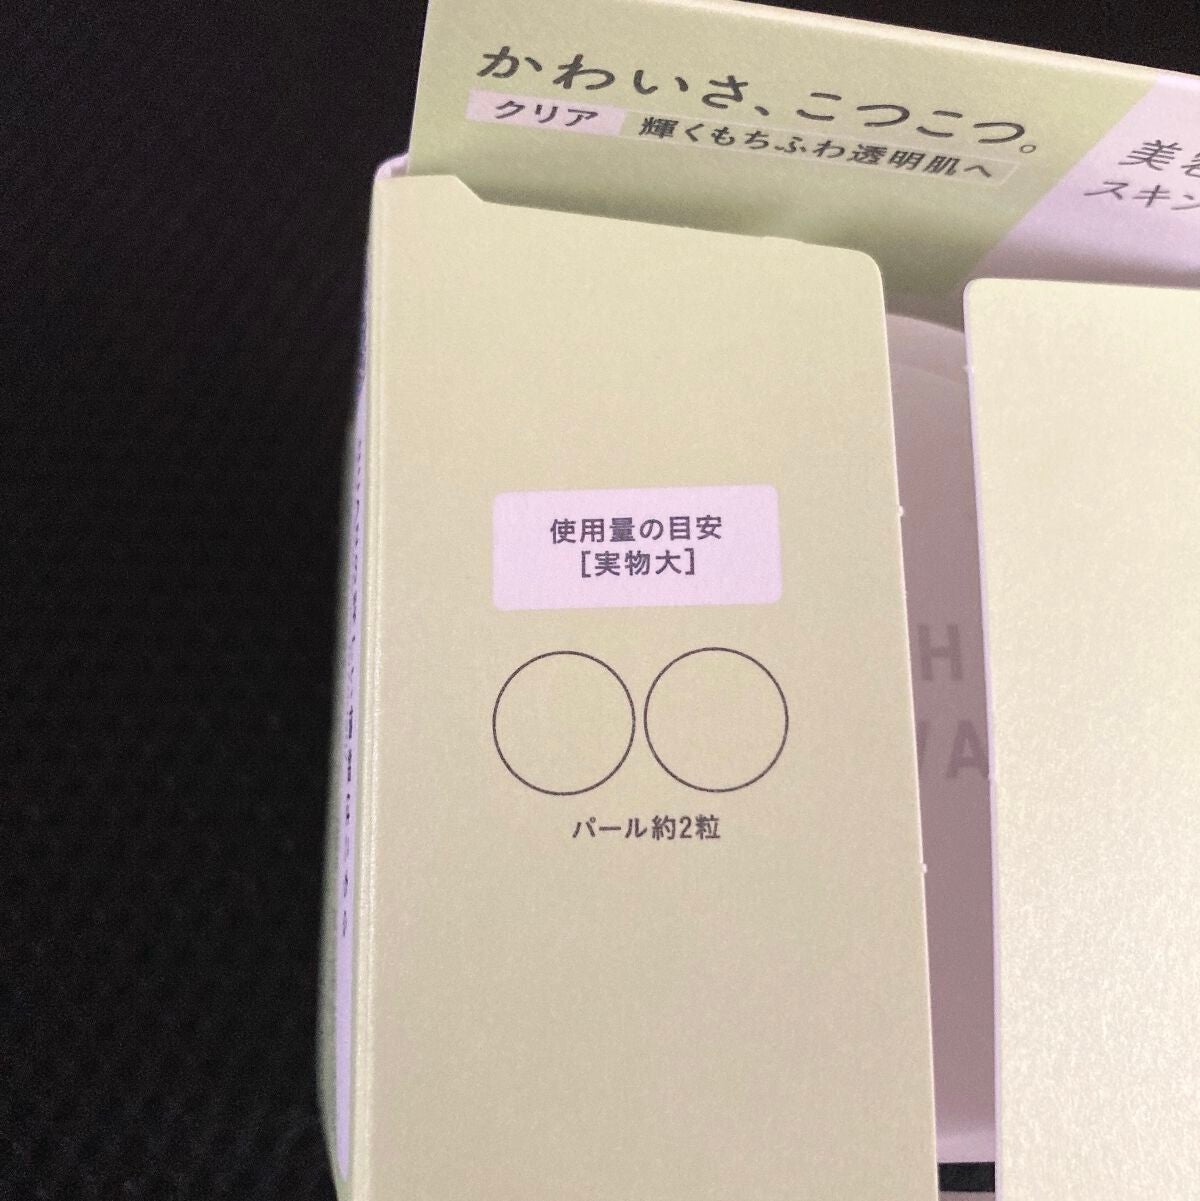 かわいさ、こつこつ。
クリア 輝くもちふわ透明肌へ
美容
スキン
使用量の目安
[実物大]
パール約2粒
H
VA